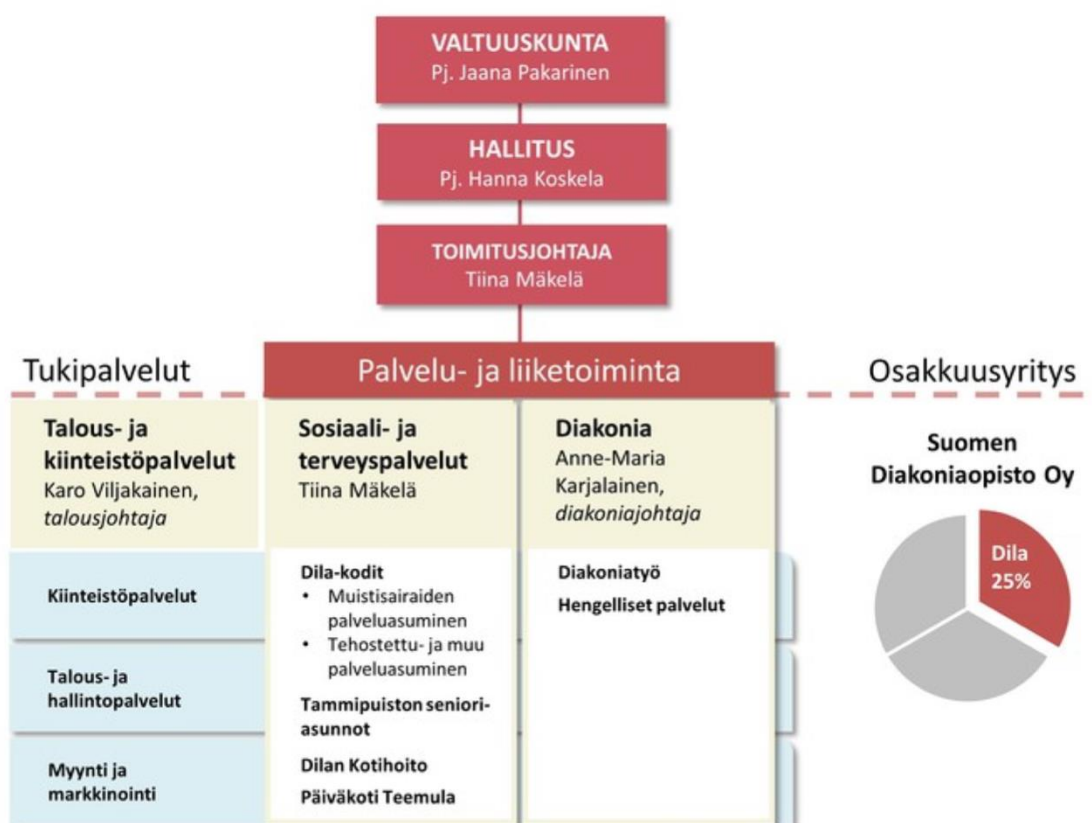 VALTUUSKUNTA
Pj. Jaana Pakarinen
HALLITUS
Pj. Hanna Koskela
TOIMITUSJOHTAJA
Tiina Mäkelä
Tukipalvelut
Palvelu- ja liiketoiminta
Osakkuusyritys
Talous- ja
kiinteistöpalvelut
Karo Viljakainen,
talousjohtaja
Sosiaali- ja
terveyspalvelut
Tiina Mäkelä
Diakonia
Anne-Maria
Karjalainen,
diakoniajohtaja
Suomen
Diakoniaopisto Oy
Dila
25%
Kiinteistöpalvelut
Talous- ja
hallintopalvelut
Myynti ja
markkinointi
Dila-kodit
• Muistisairaiden
palveluasuminen
• Tehostettu- ja muu
palveluasuminen
Tammipuiston seniori-
asunnot
Dilan Kotihoito
Päiväkoti Teemula
Diakoniatyö
Hengelliset palvelut